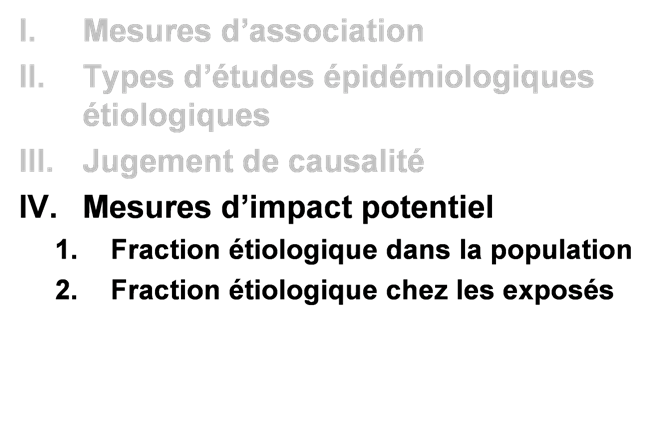 I. Mesures d’association
II. Types d’études épidémiologiques
étiologiques
III. Jugement de causalité
IV. Mesures d’impact potentiel
1. Fraction étiologique dans la population
2. Fraction étiologique chez les exposés